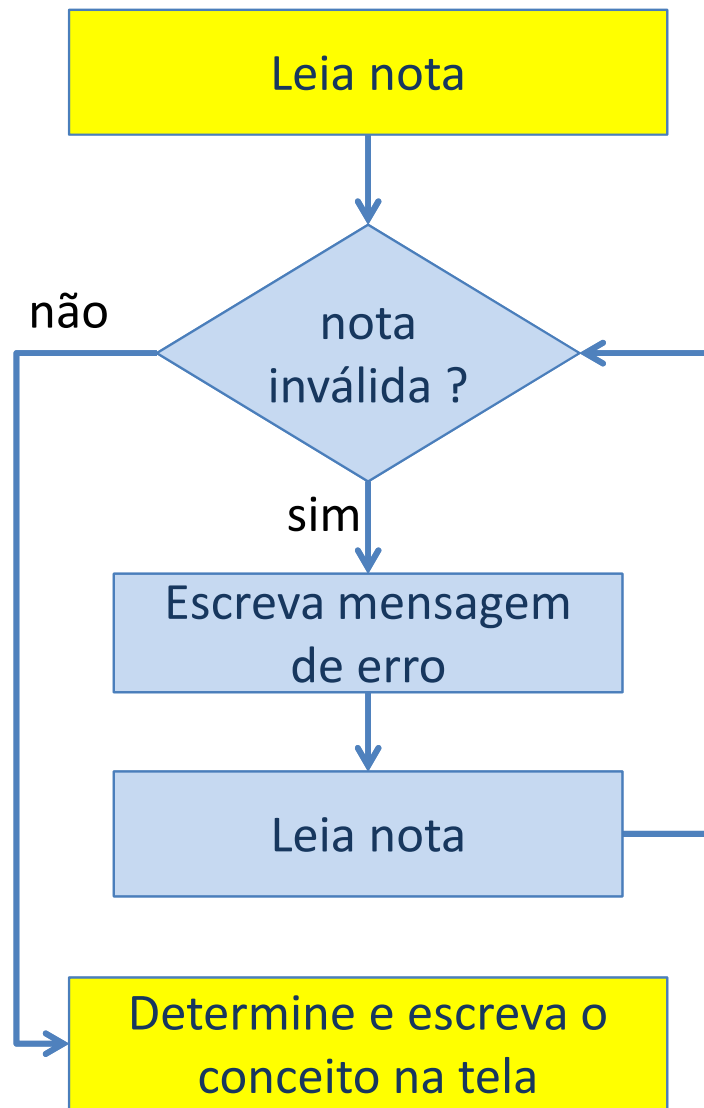 Leia nota
não
nota
inválida ?
sim
Escreva mensagem
de erro
Leia nota
Determine e escreva o
conceito na tela